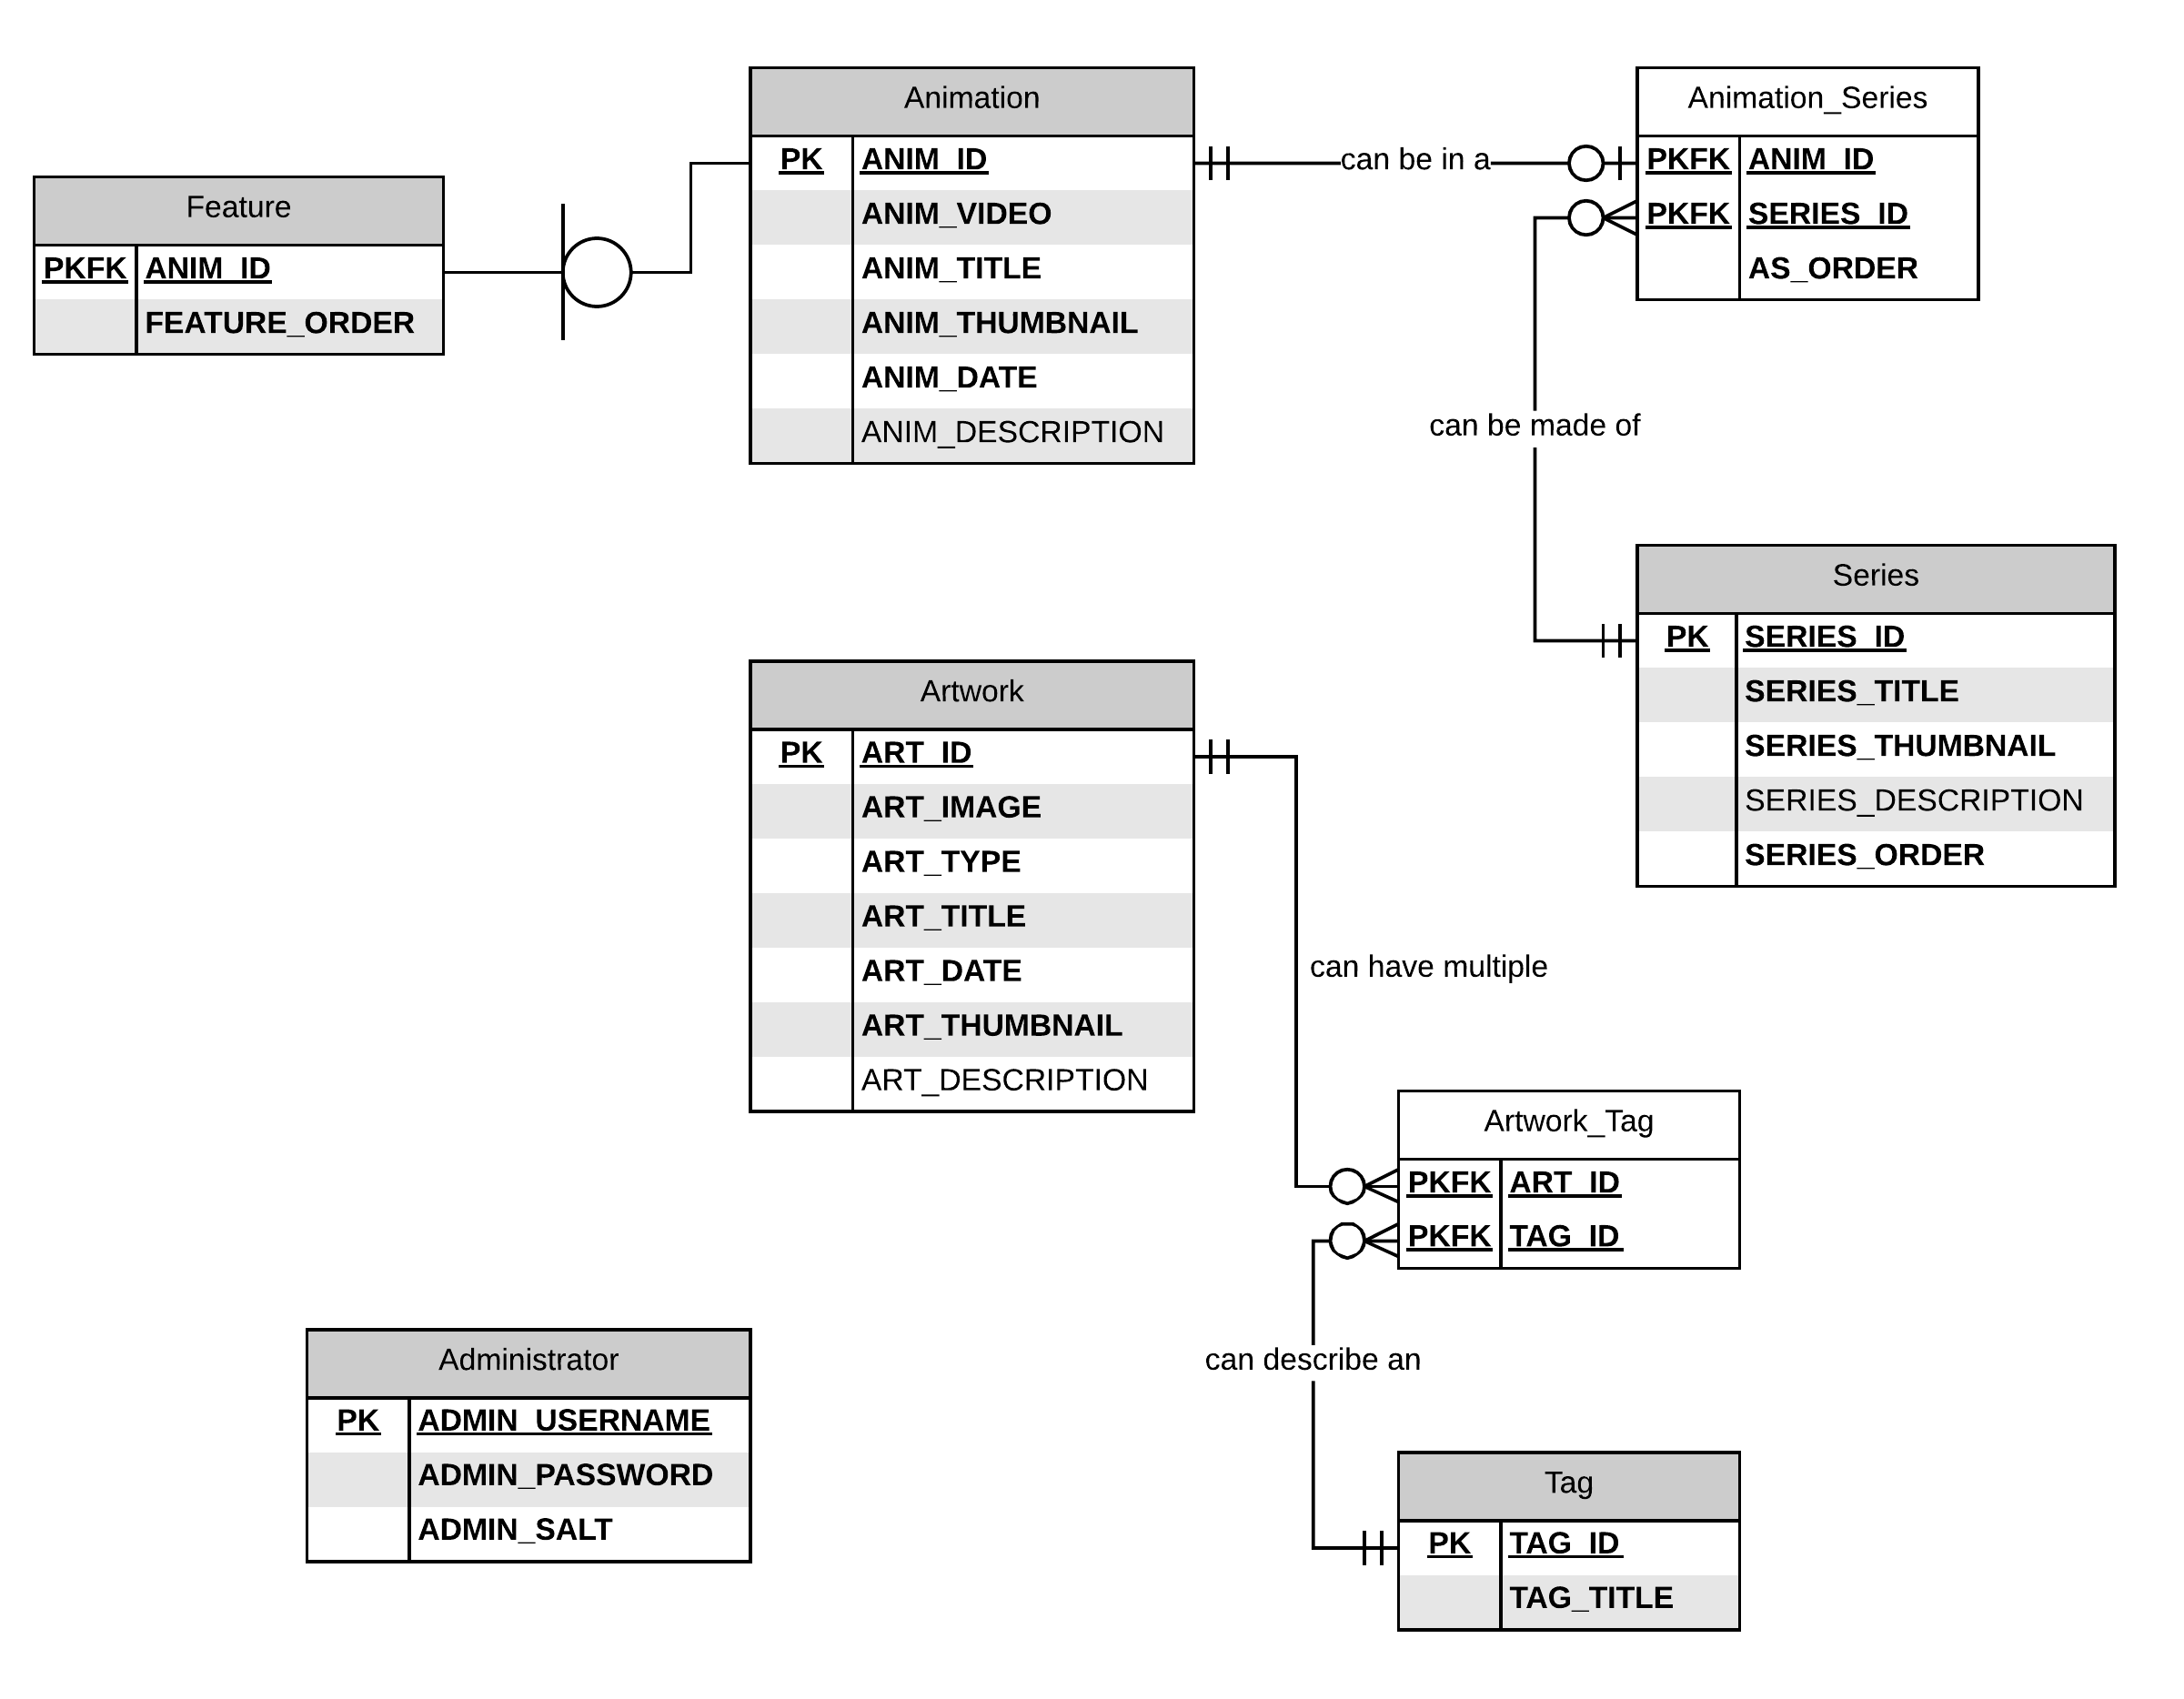 Feature
PKFK ANIM_ID
FEATURE_ORDER
Animation
PK ANIM_ID
ANIM_VIDEO
ANIM_TITLE
ANIM_THUMBNAIL
ANIM_DATE
ANIM_DESCRIPTION
can be in a
Animation_Series
PKFK ANIM_ID
PKFK SERIES_ID
AS_ORDER
can be made of
Series
PK SERIES_ID
SERIES_TITLE
SERIES_THUMBNAIL
SERIES_DESCRIPTION
SERIES_ORDER
Artwork
PK ART_ID
ART_IMAGE
ART_TYPE
ART_TITLE
ART_DATE
ART_THUMBNAIL
ART_DESCRIPTION
can have multiple
Artwork_Tag
PKFK ART_ID
PKFK TAG_ID
can describe an
Administrator
PK ADMIN_USERNAME
ADMIN_PASSWORD
ADMIN_SALT
Tag
PK TAG_ID
TAG_TITLE